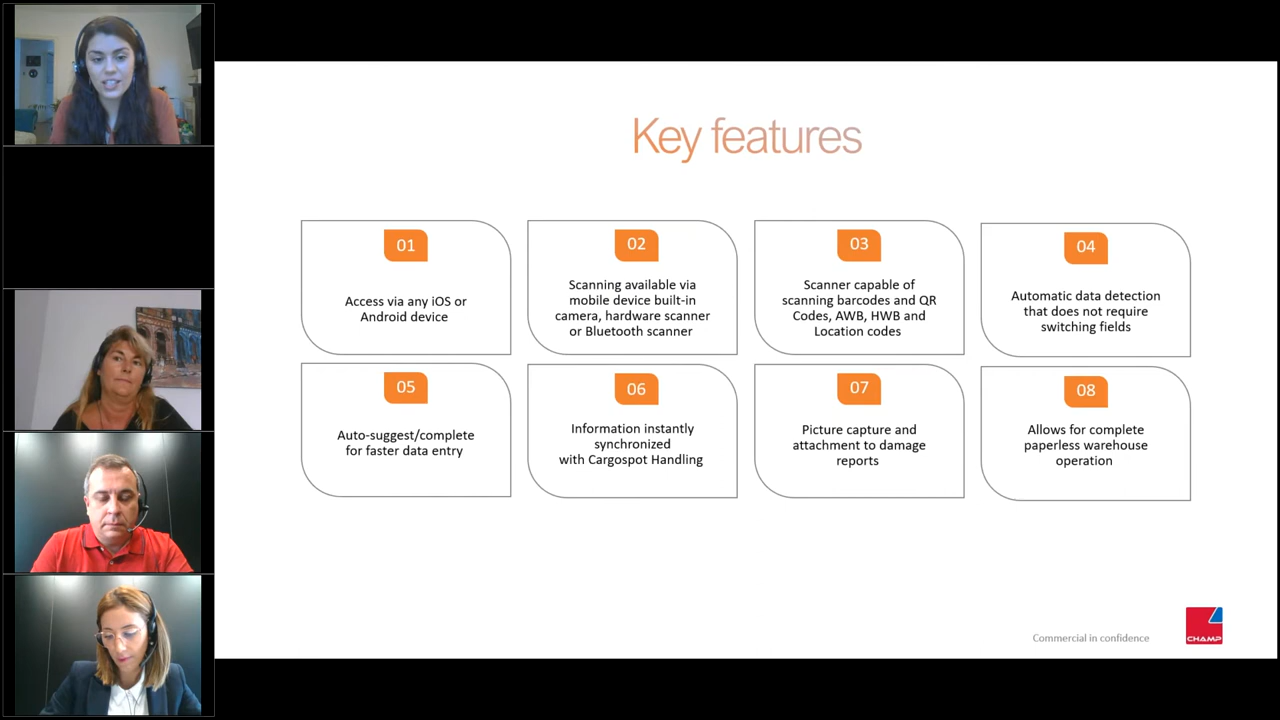 Key features
01
Access via any iOS or
Android device
02
Scanning available via
mobile device built-in
camera, hardware scanner
or Bluetooth scanner
03
Scanner capable of
scanning barcodes and QR
Codes, AWB, HWB and
Location codes
04
Automatic data detection
that does not require
switching fields
05
Auto-suggest/complete
for faster data entry
06
Information instantly
synchronized
with Cargospot Handling
07
Picture capture and
attachment to damage
reports
08
Allows for complete
paperless warehouse
operation
Commercial in confidence
CHAMP